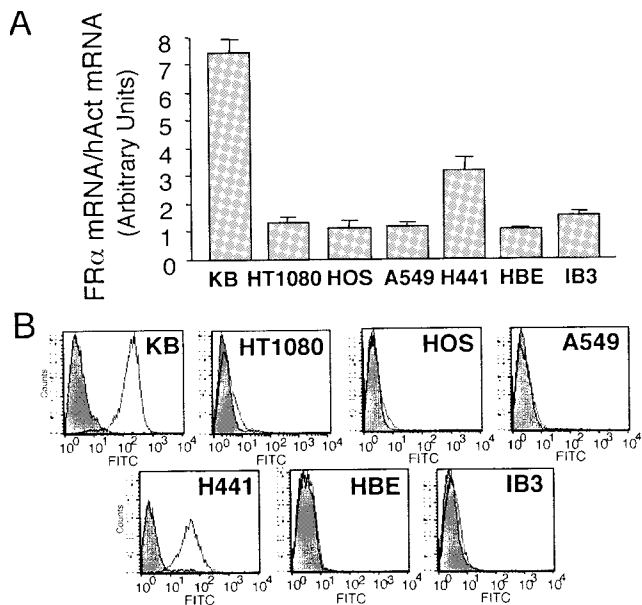 A
FRα mRNA/hAct mRNA
(Arbitrary Units)
8
7
6
5
4
3
2
1
0
KB HT1080 HOS A549 H441 HBE IB3
B
KB HT1080 HOS A549
Counts
10⁰ 10¹ 10² 10³ 10⁴ 10⁰ 10¹ 10² 10³ 10⁴ 10⁰ 10¹ 10² 10³ 10⁴ 10⁰ 10¹ 10² 10³ 10⁴
FITC FITC FITC FITC
H441 HBE IB3
Counts
10⁰ 10¹ 10² 10³ 10⁴ 10⁰ 10¹ 10² 10³ 10⁴ 10⁰ 10¹ 10² 10³ 10⁴
FITC FITC FITC